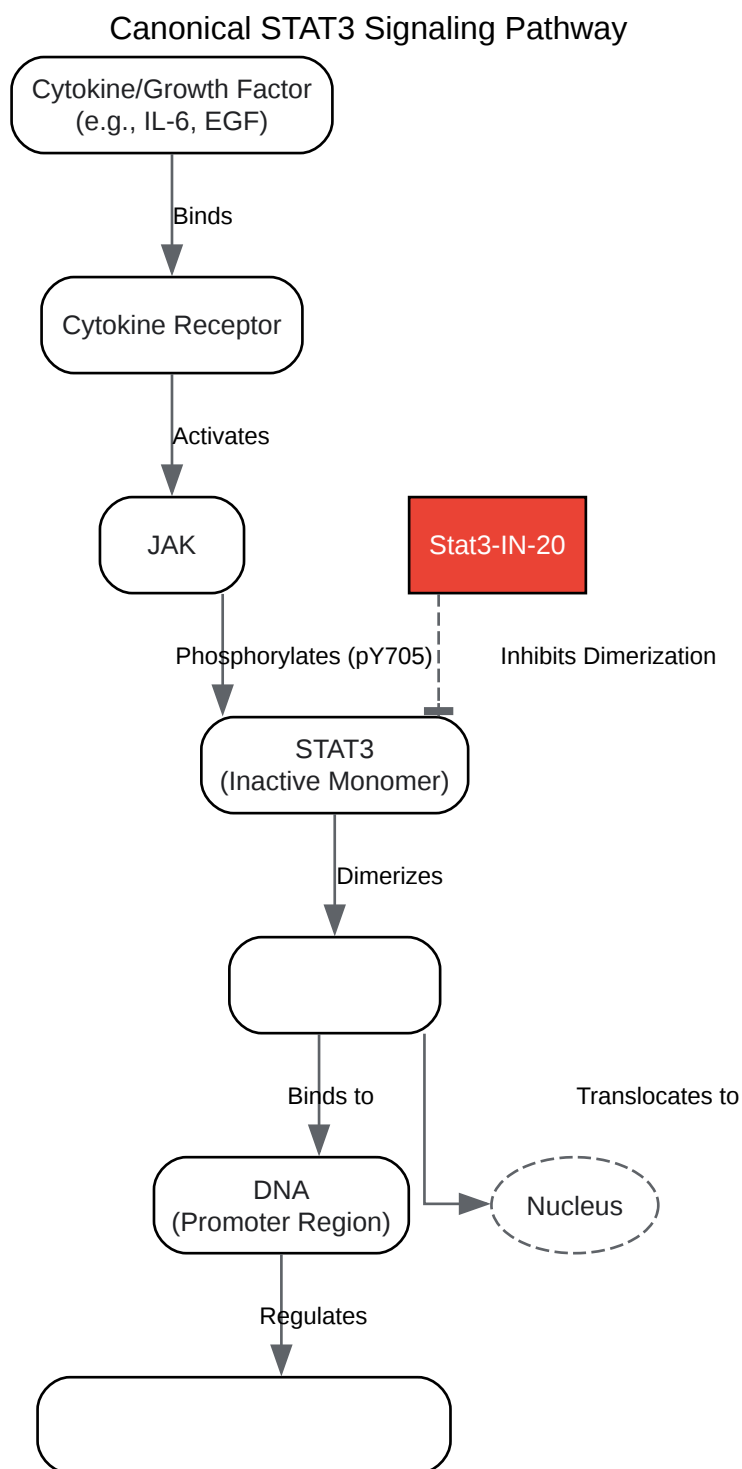 Canonical STAT3 Signaling Pathway
Cytokine/Growth Factor
(e.g., IL-6, EGF)
Binds
Cytokine Receptor
Activates
JAK
Stat3-IN-20
Phosphorylates (pY705)
Inhibits Dimerization
STAT3
(Inactive Monomer)
Dimerizes
Binds to
Translocates to
DNA
(Promoter Region)
Nucleus
Regulates